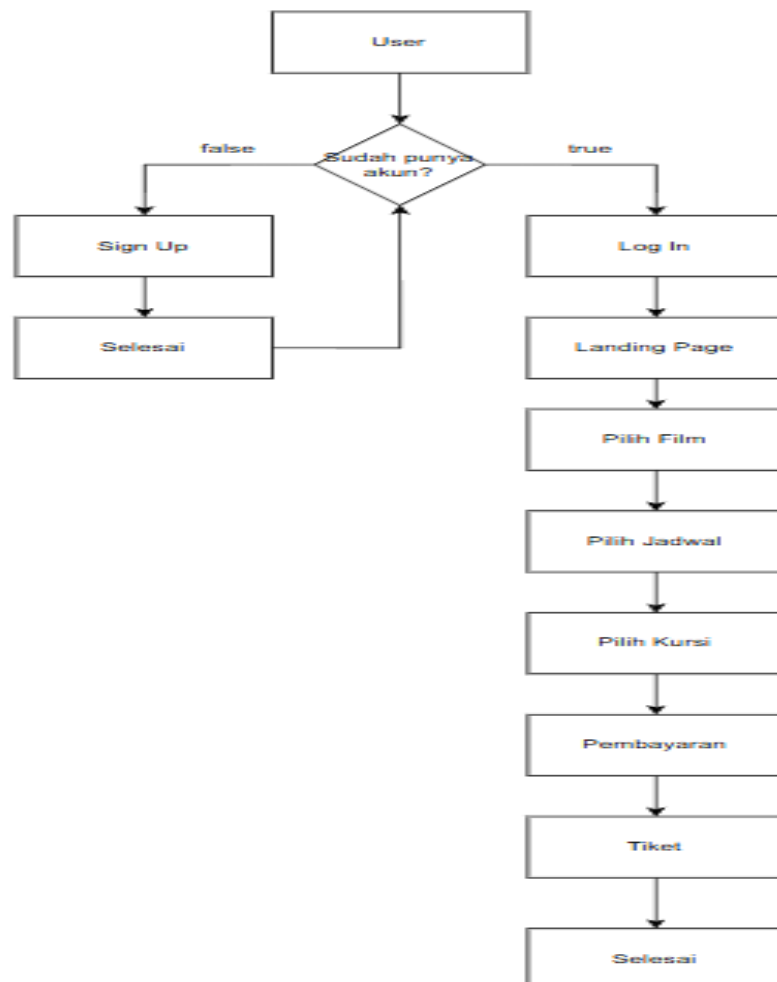 User
false
Sudah punya
akun?
true
Sign Up
Log In
Selesai
Landing Page
Pilih Film
Pilih Jadwal
Pilih Kursi
Pembayaran
Tiket
Selesai